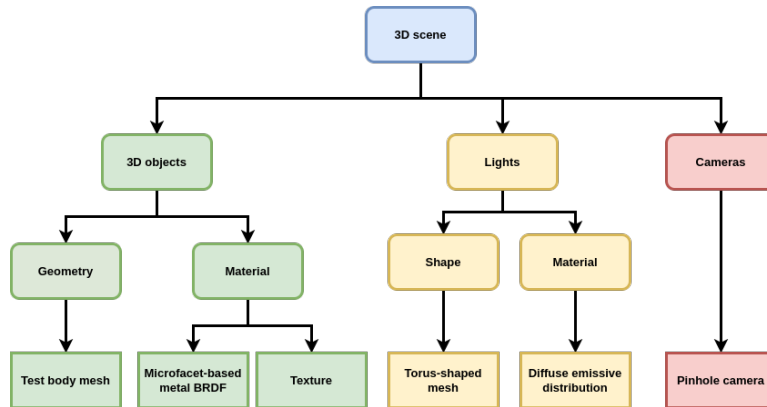 3D scene
3D objects
Lights
Cameras
Geometry
Material
Shape
Material
Test body mesh
Microfacet-based
metal BRDF
Texture
Torus-shaped
mesh
Diffuse emissive
distribution
Pinhole camera